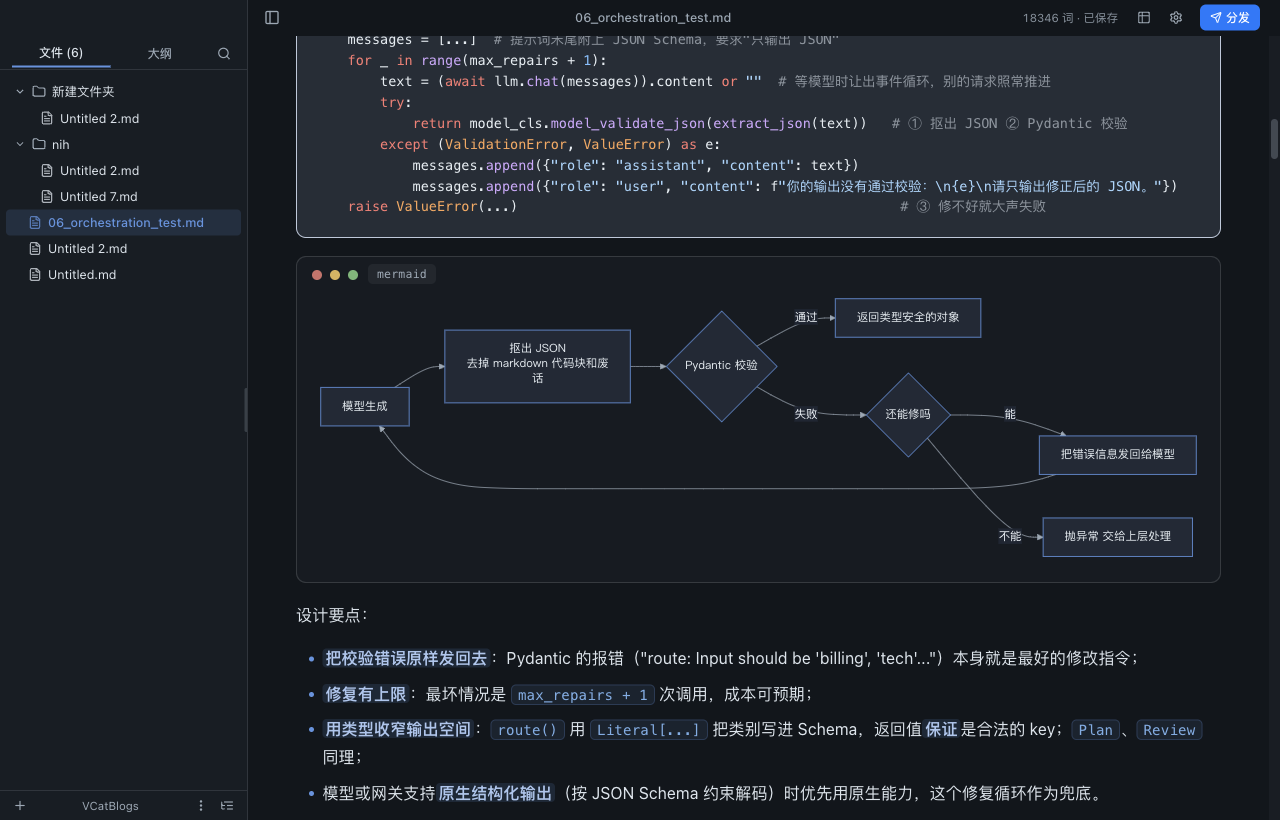 06_orchestration_test.md
18346 词 · 已保存
分发
文件 (6)
大纲
新建文件夹
Untitled 2.md
nih
Untitled 2.md
Untitled 7.md
06_orchestration_test.md
Untitled 2.md
Untitled.md
VCatBlogs
messages = [...]  # 提示词末尾附上 JSON Schema，要求"只输出 JSON"
for _ in range(max_repairs + 1):
text = (await llm.chat(messages)).content or ""  # 等模型时让出事件循环，别的请求照常推进
try:
return model_cls.model_validate_json(extract_json(text))   # ① 抠出 JSON ② Pydantic 校验
except (ValidationError, ValueError) as e:
messages.append({"role": "assistant", "content": text})
messages.append({"role": "user", "content": f"你的输出没有通过校验：\n{e}\n请只输出修正后的 JSON。"})
raise ValueError(...)  # ③ 修不好就大声失败
mermaid
模型生成
抠出 JSON
去掉 markdown 代码块和废
话
Pydantic 校验
通过
返回类型安全的对象
失败
还能修吗
能
把错误信息发回给模型
不能
抛异常 交给上层处理
设计要点：
把校验错误原样发回去：Pydantic 的报错（"route: Input should be 'billing', 'tech'..."）本身就是最好的修改指令；
修复有上限：最坏情况是 max_repairs + 1 次调用，成本可预期；
用类型收窄输出空间：route() 用 Literal[...] 把类别写进 Schema，返回值保证是合法的 key；Plan、Review
同理；
模型或网关支持原生结构化输出（按 JSON Schema 约束解码）时优先用原生能力，这个修复循环作为兜底。